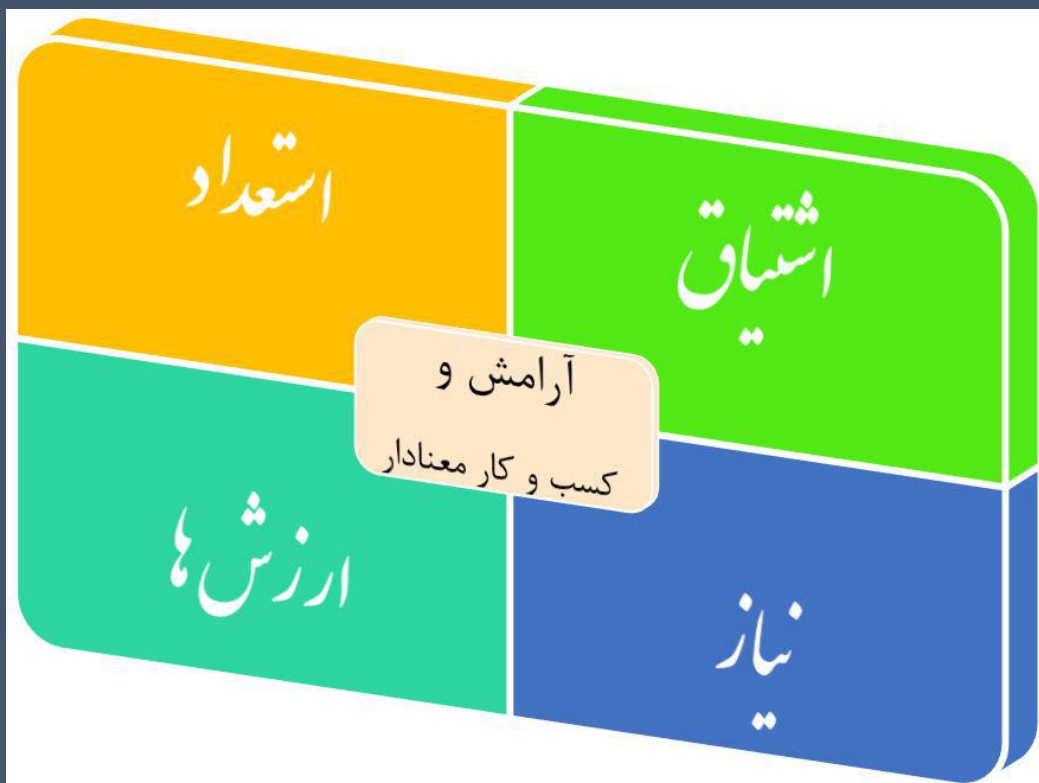 اشتیاق
استعداد
آرامش و
کسب و کار معنادار
ارزش‌ها
نیاز